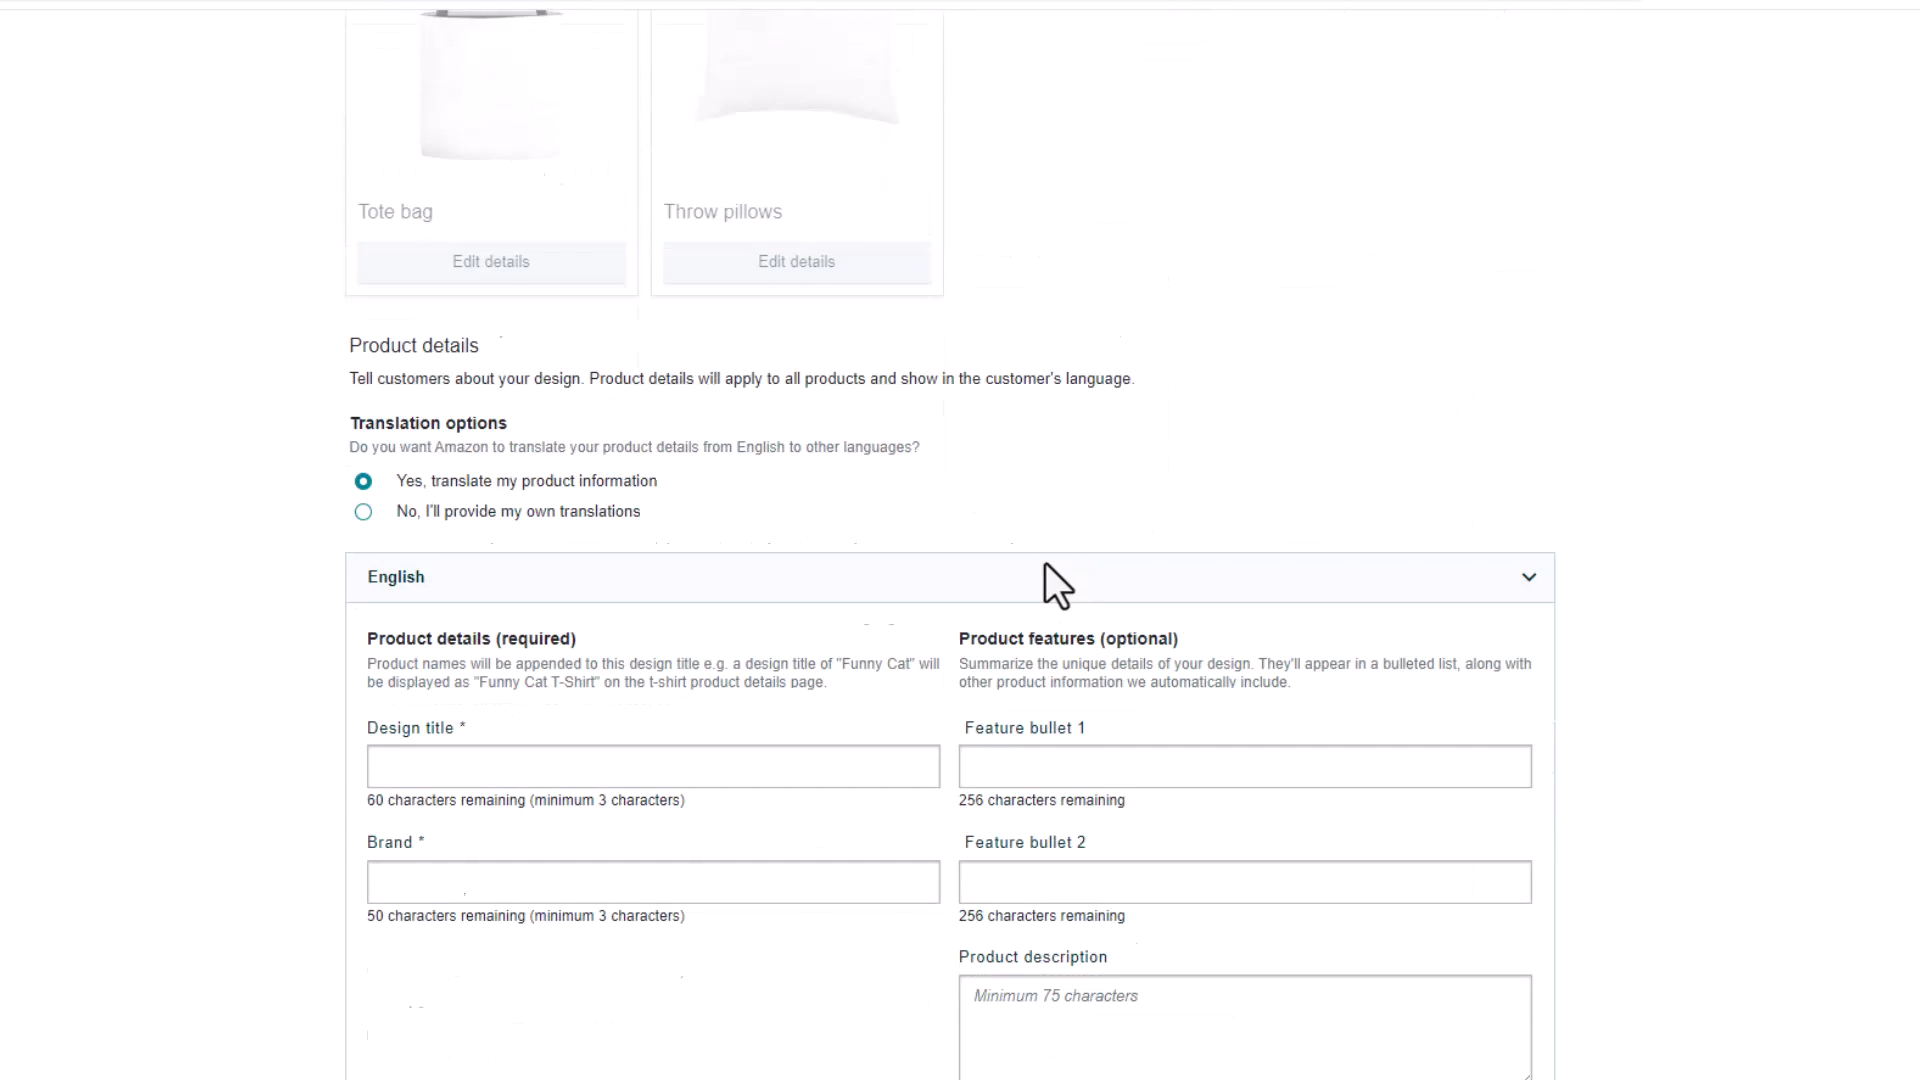 Tote bag
Throw pillows
Edit details
Edit details
Product details
Tell customers about your design. Product details will apply to all products and show in the customer's language.
Translation options
Do you want Amazon to translate your product details from English to other languages?
Yes, translate my product information
No, I'll provide my own translations
English
Product details (required)
Product names will be appended to this design title e.g. a design title of "Funny Cat" will
be displayed as "Funny Cat T-Shirt" on the t-shirt product details page.
Design title *
60 characters remaining (minimum 3 characters)
Brand *
50 characters remaining (minimum 3 characters)
Product features (optional)
Summarize the unique details of your design. They'll appear in a bulleted list, along with
other product information we automatically include.
Feature bullet 1
256 characters remaining
Feature bullet 2
256 characters remaining
Product description
Minimum 75 characters